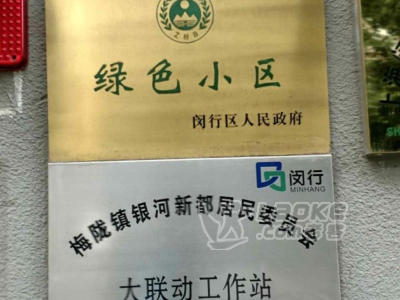 绿色小区
闵行区人民政府
闵行
MINHANG
梅陇镇银河新都居民委员会
大联动工作站